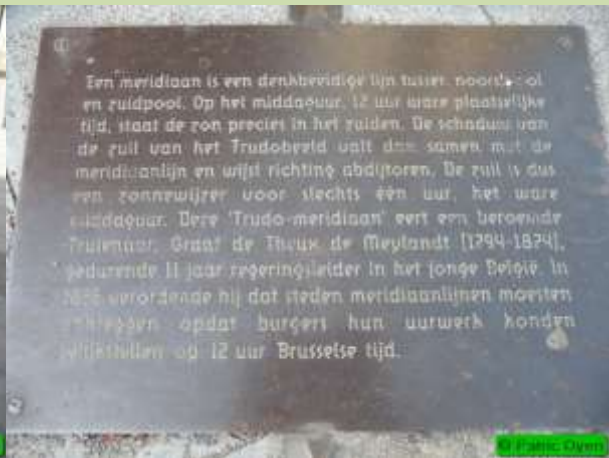 Een meridiaan is een denkbeeldige lijn tussen noordpool
en zuidpool. Op het middaguur, 12 uur ware plaatselijke
tijd, staat de zon precies in het zuiden. De schaduw van
de zuil van het Trudobeeld valt dan samen met de
meridiaanlijn en wijst richting abdijtoren. De zuil is dus
een zonnewijzer voor slechts één uur, het ware
middaguur. Deze 'Trudo-meridiaan' eert een beroemde
Truienaar, Graaf de Theux de Meylandt (1794-1874),
gedurende 11 jaar regeringsleider in het jonge België. In
verordende hij dat steden meridiaanlijnen moesten
aanleggen opdat burgers hun uurwerk konden
gelijkstellen op 12 uur Brusselse tijd.
© Patric Oyen